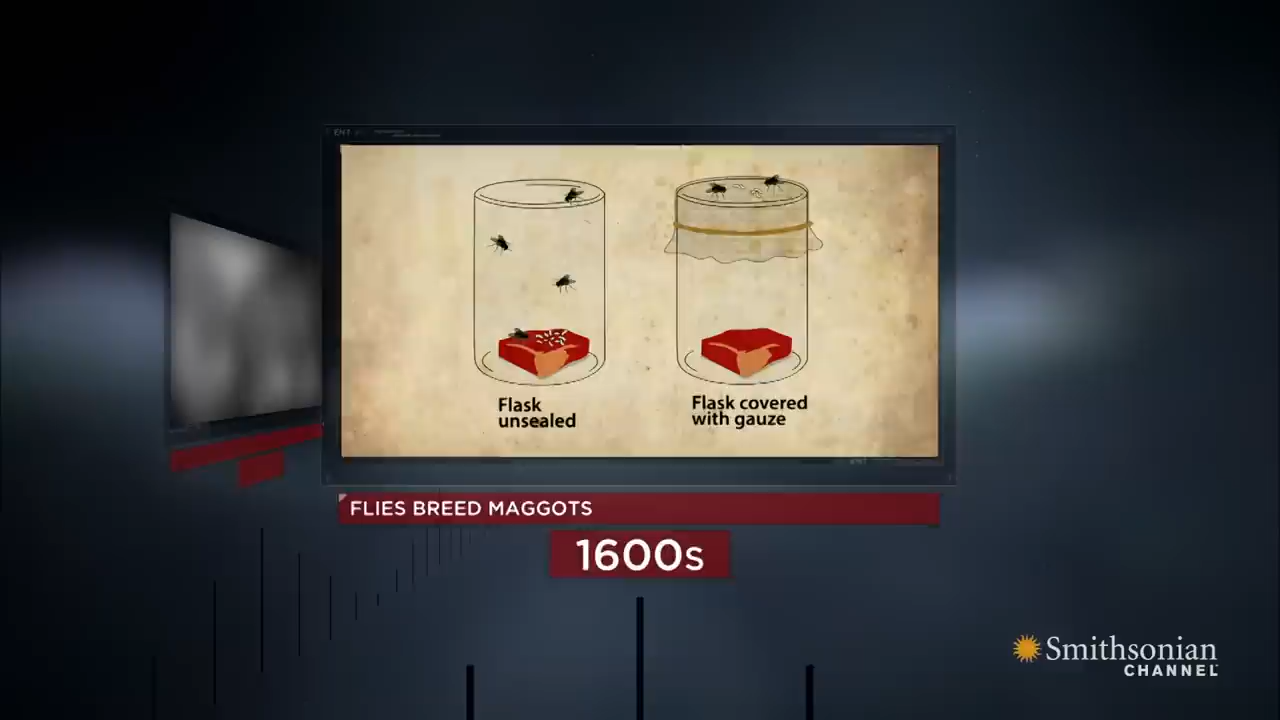 Flask
unsealed
Flask covered
with gauze
FLIES BREED MAGGOTS
1600s
Smithsonian
CHANNEL